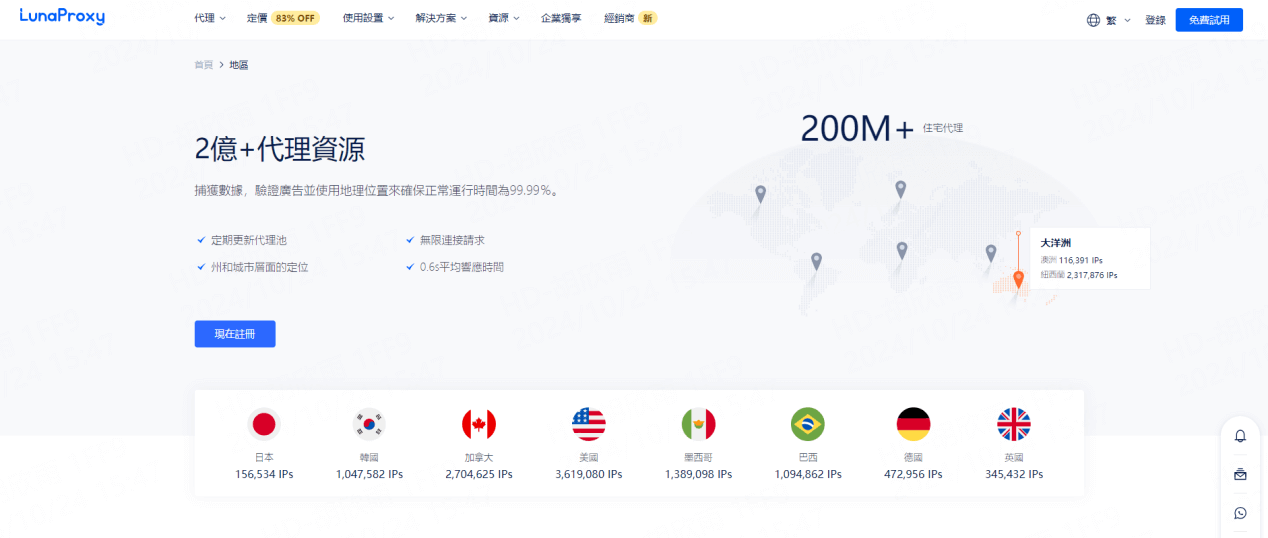 LunaProxy
代理
定價 83% OFF
使用設置
解決方案
資源
企業獨享
經銷商 新
繁
登錄
免費試用
首頁 > 地區
2億+代理資源
捕獲數據，驗證廣告並使用地理位置來確保正常運行時間為99.99%。
定期更新代理池
無限連接請求
州和城市層面的定位
0.6s平均響應時間
現在註冊
200M+ 住宅代理
大洋洲
澳洲 116,391 IPs
紐西蘭 2,317,876 IPs
日本
156,534 IPs
韓國
1,047,582 IPs
加拿大
2,704,625 IPs
美國
3,619,080 IPs
墨西哥
1,389,098 IPs
巴西
1,094,862 IPs
德國
472,956 IPs
英國
345,432 IPs